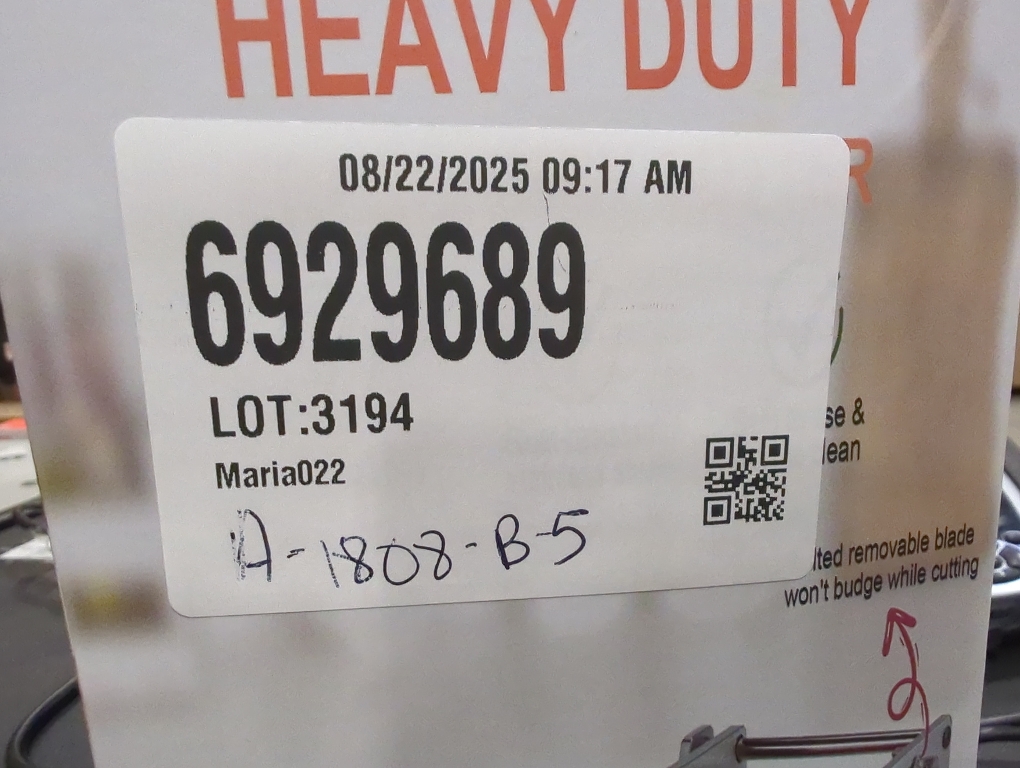 HEAVY DUTY
R
08/22/2025 09:17 AM
6929689
LOT:3194
Maria022
A-1808-B-5
se &
lean
lted removable blade
won't budge while cutting